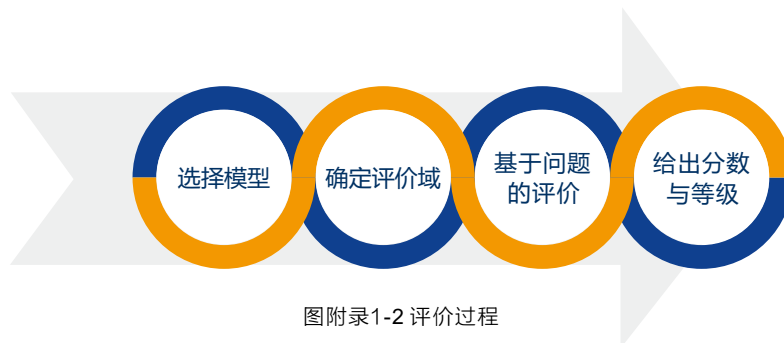 选择模型
确定评价域
基于问题
的评价
给出分数
与等级
图附录1-2 评价过程